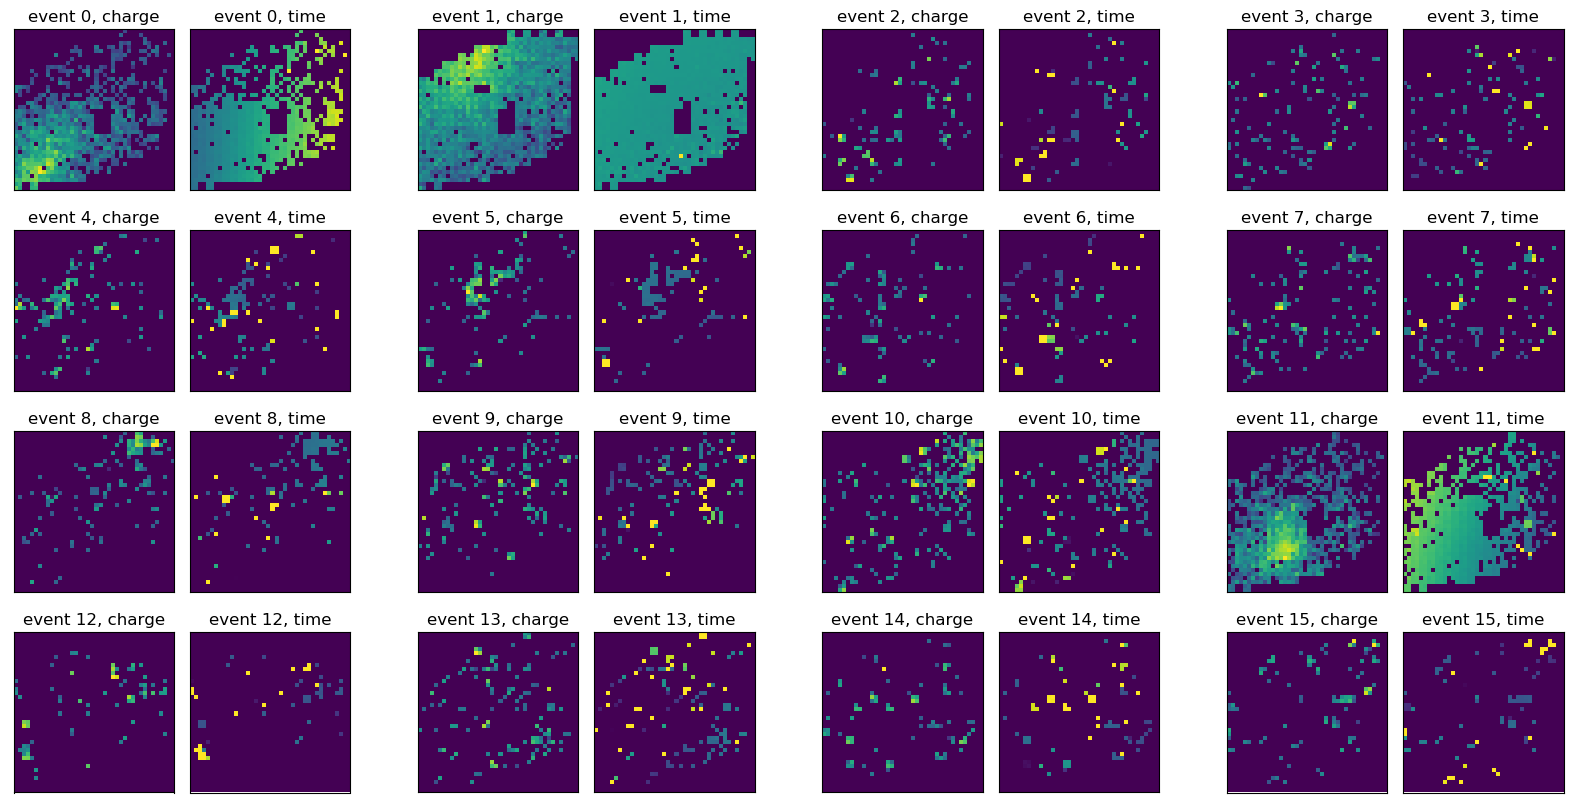 event 0, charge event 0, time event 1, charge event 1, time event 2, charge event 2, time event 3, charge event 3, time
event 4, charge event 4, time event 5, charge event 5, time event 6, charge event 6, time event 7, charge event 7, time
event 8, charge event 8, time event 9, charge event 9, time event 10, charge event 10, time event 11, charge event 11, time
event 12, charge event 12, time event 13, charge event 13, time event 14, charge event 14, time event 15, charge event 15, time